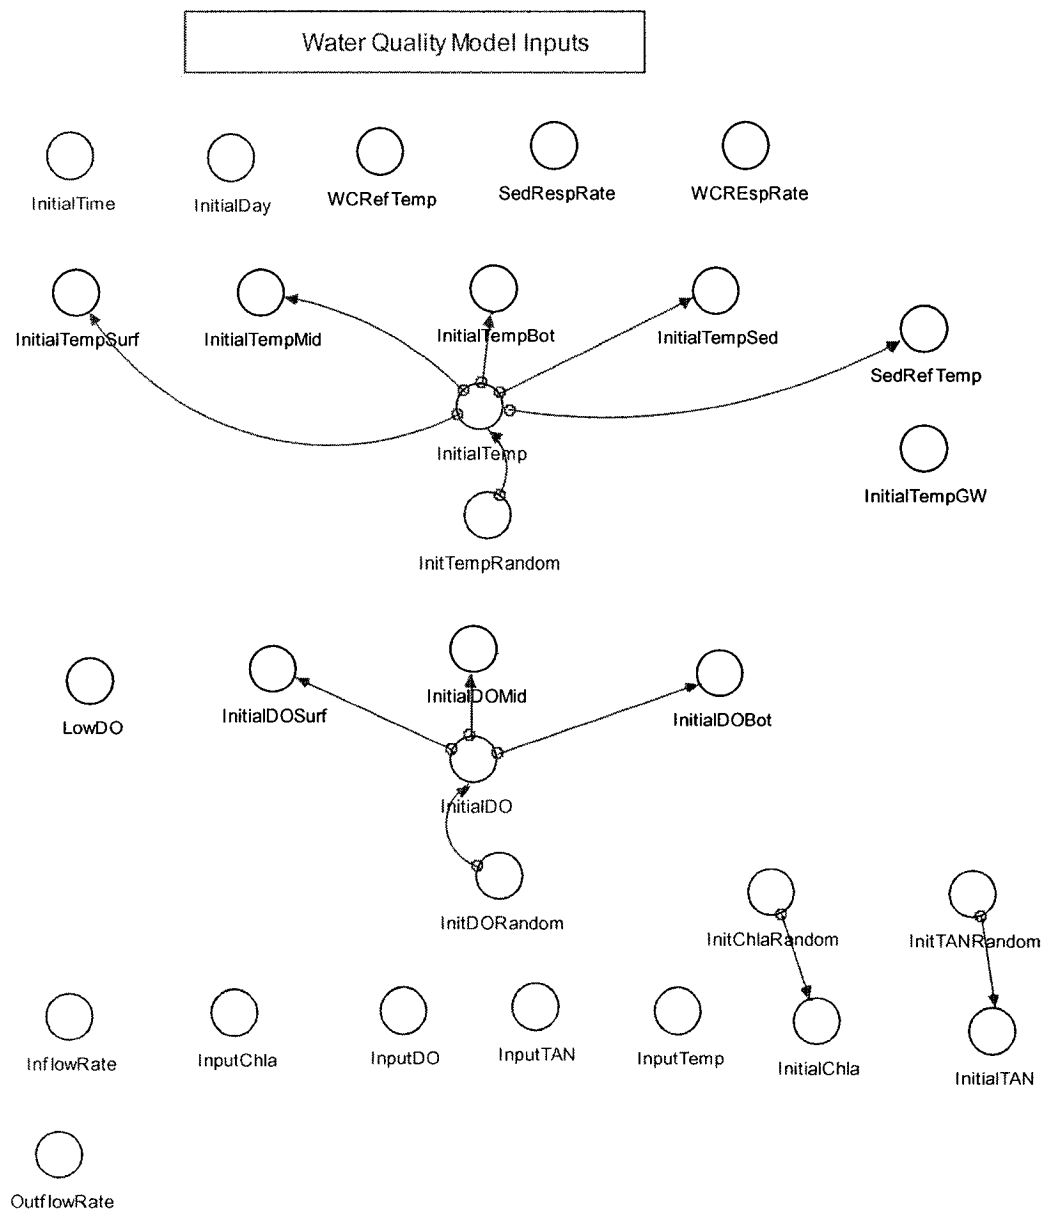 Water Quality Model Inputs
InitialTime
InitialDay
WCRefTemp
SedRespRate
WCREspRate
InitialTempSurf
InitialTempMid
InitialTempBot
InitialTempSed
SedRefTemp
InitialTemp
InitialTempGW
InitTempRandom
LowDO
InitialDOSurf
InitialDOMid
InitialDOBot
InitialDO
InitDORandom
InitChlaRandom
InitTANRandom
InflowRate
InputChla
InputDO
InputTAN
InputTemp
InitialChla
InitialTAN
OutflowRate